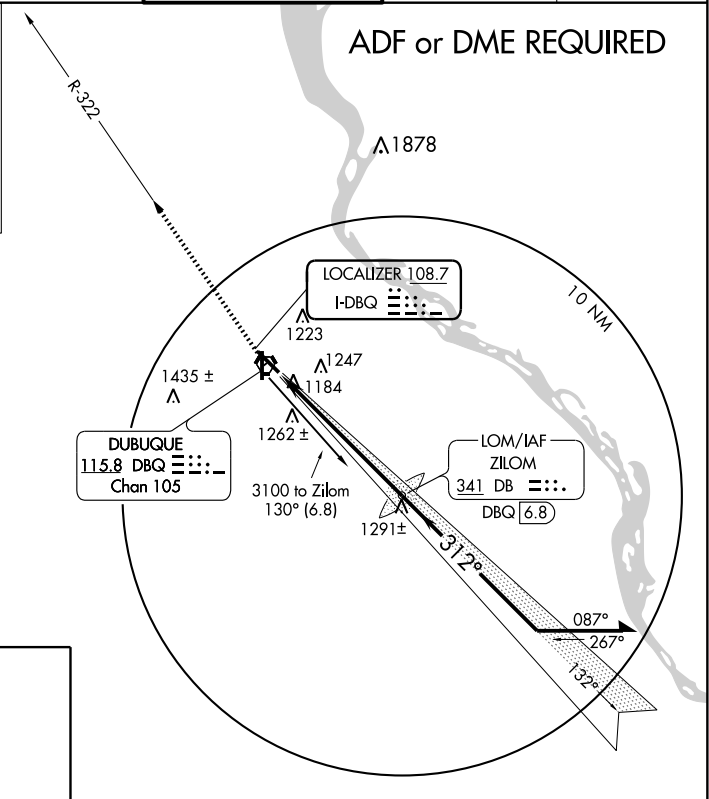 ADF or DME REQUIRED
R-322
1878
LOCALIZER 108.7
I-DBQ
10 NM
1223
1247
1435 ±
1184
DUBUQUE
115.8 DBQ
Chan 105
1262 ±
LOM/IAF
ZILOM
341 DB
DBQ 6.8
3100 to Zilom
130° (6.8)
1291±
312°
087°
267°
132°